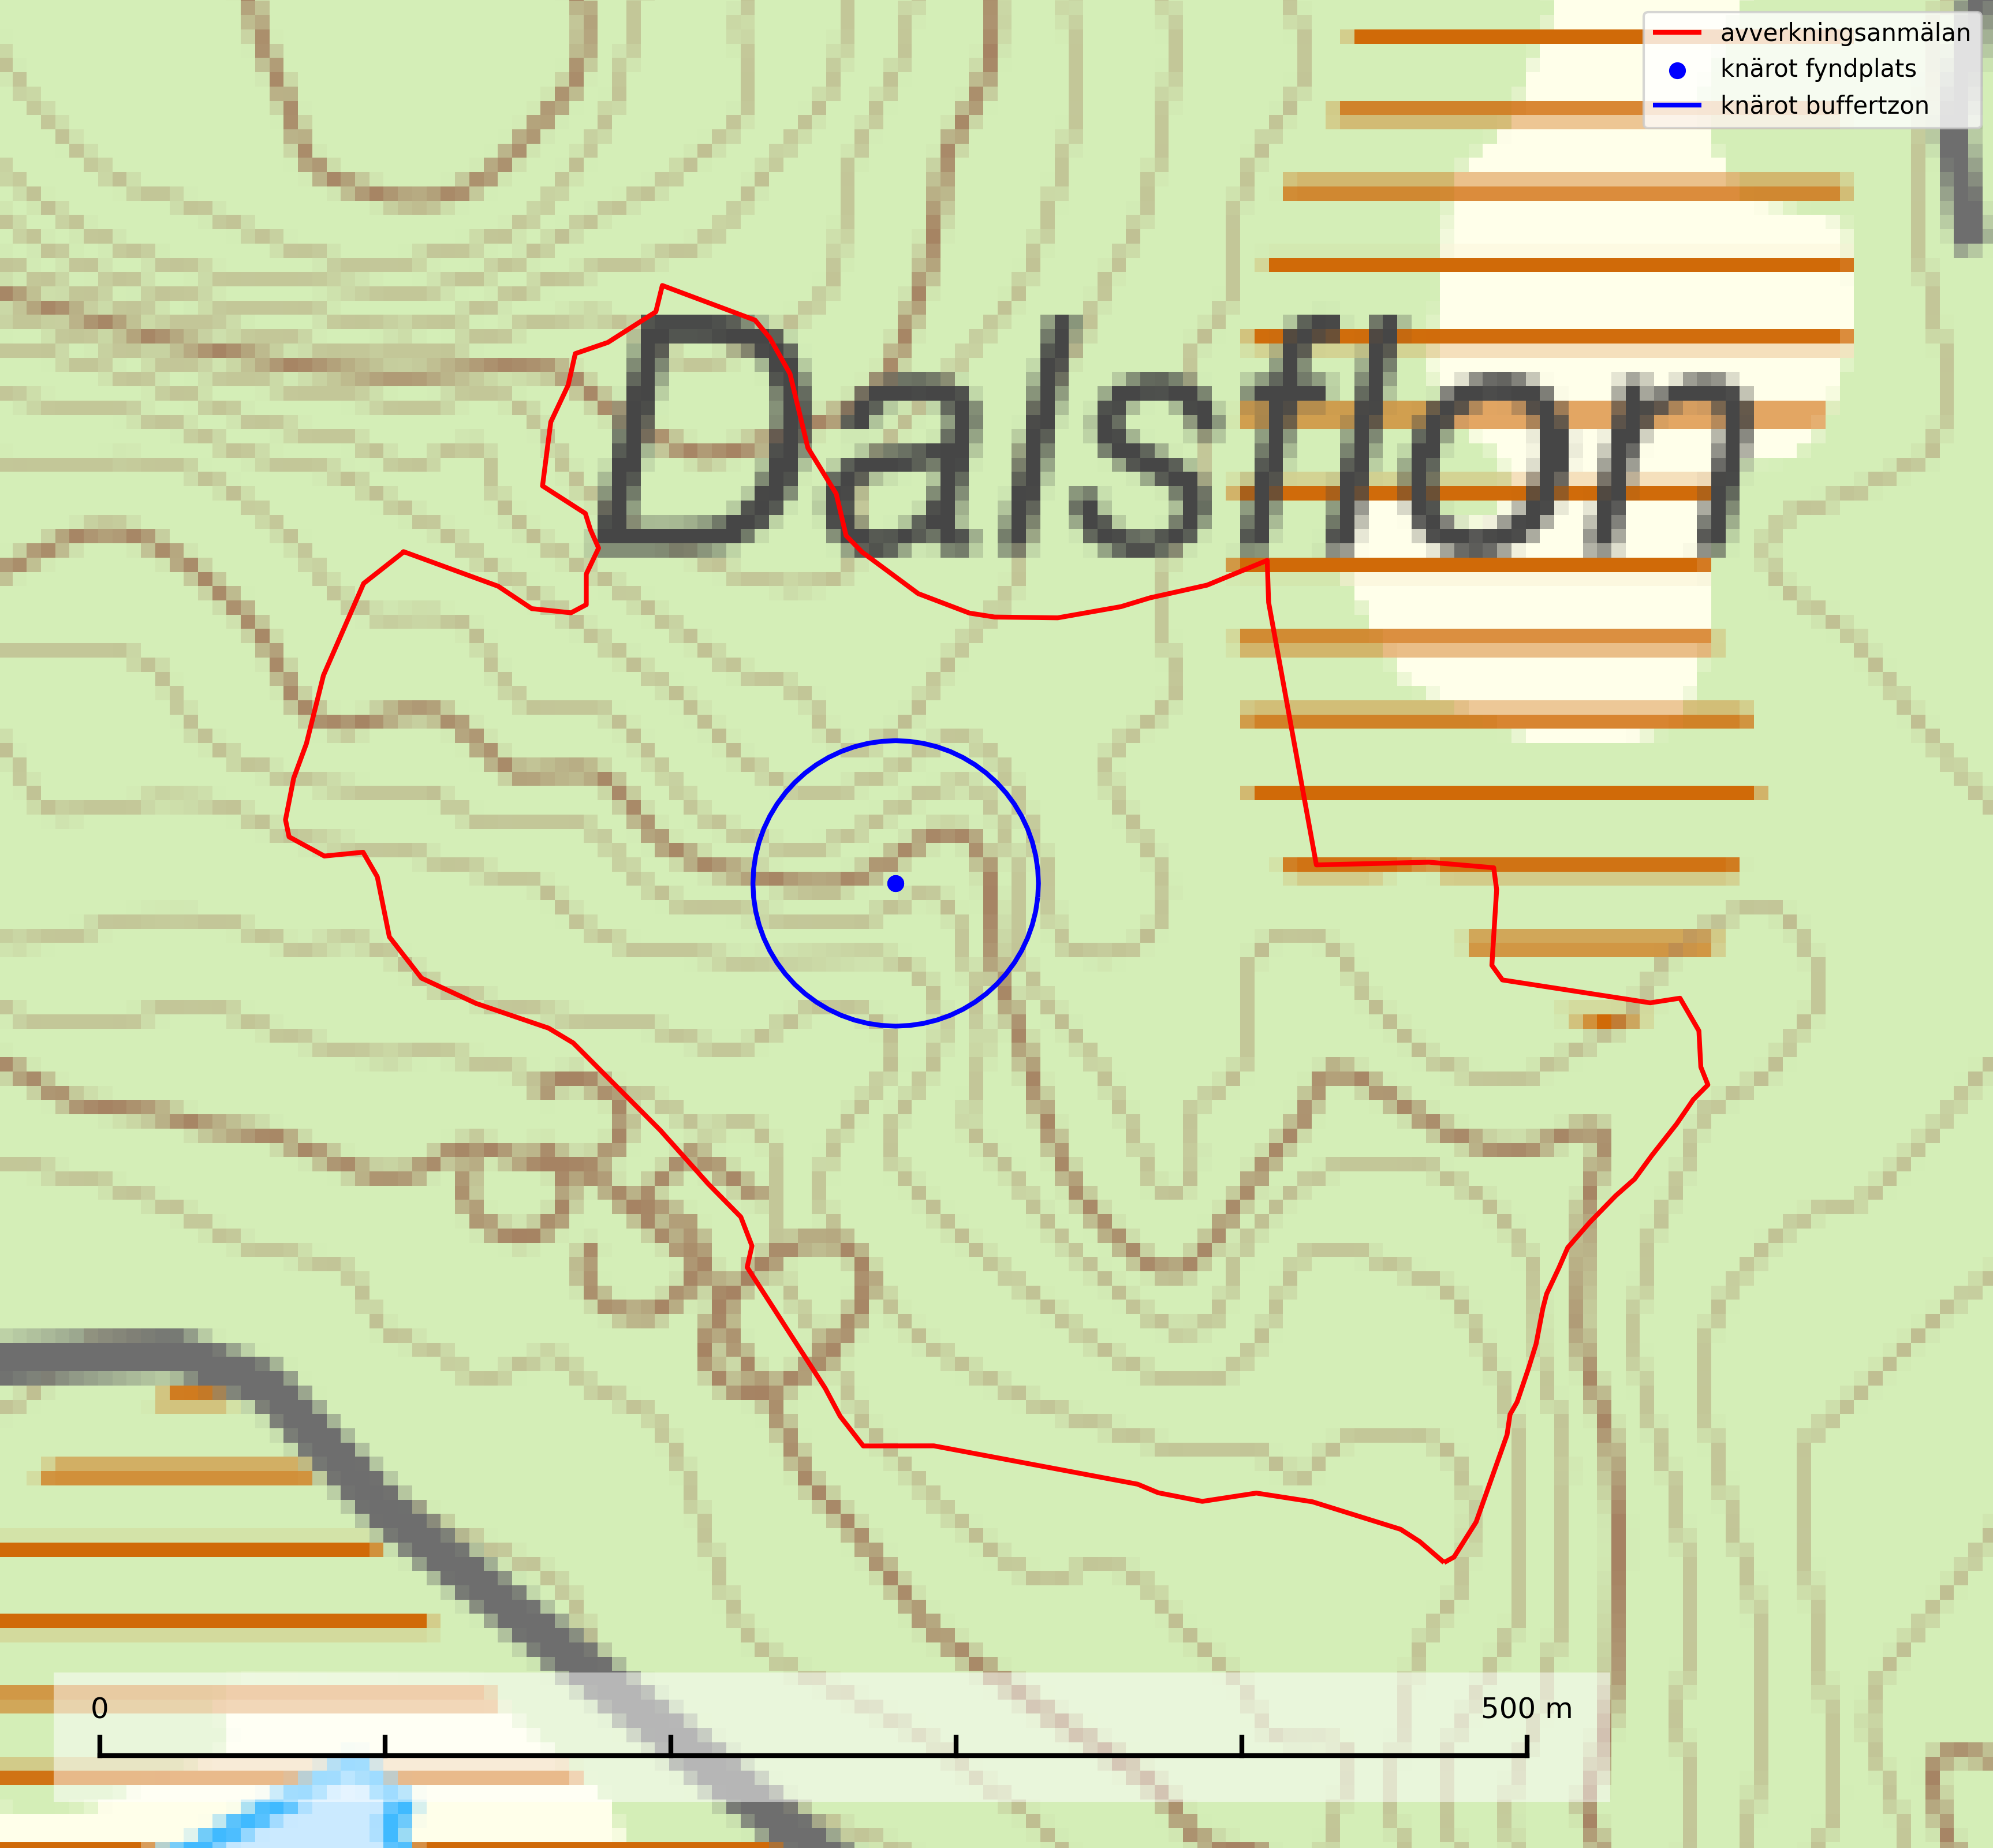 avverkningsanmälan
knärot fyndplats
knärot buffertzon
Dalsflon
0 500 m